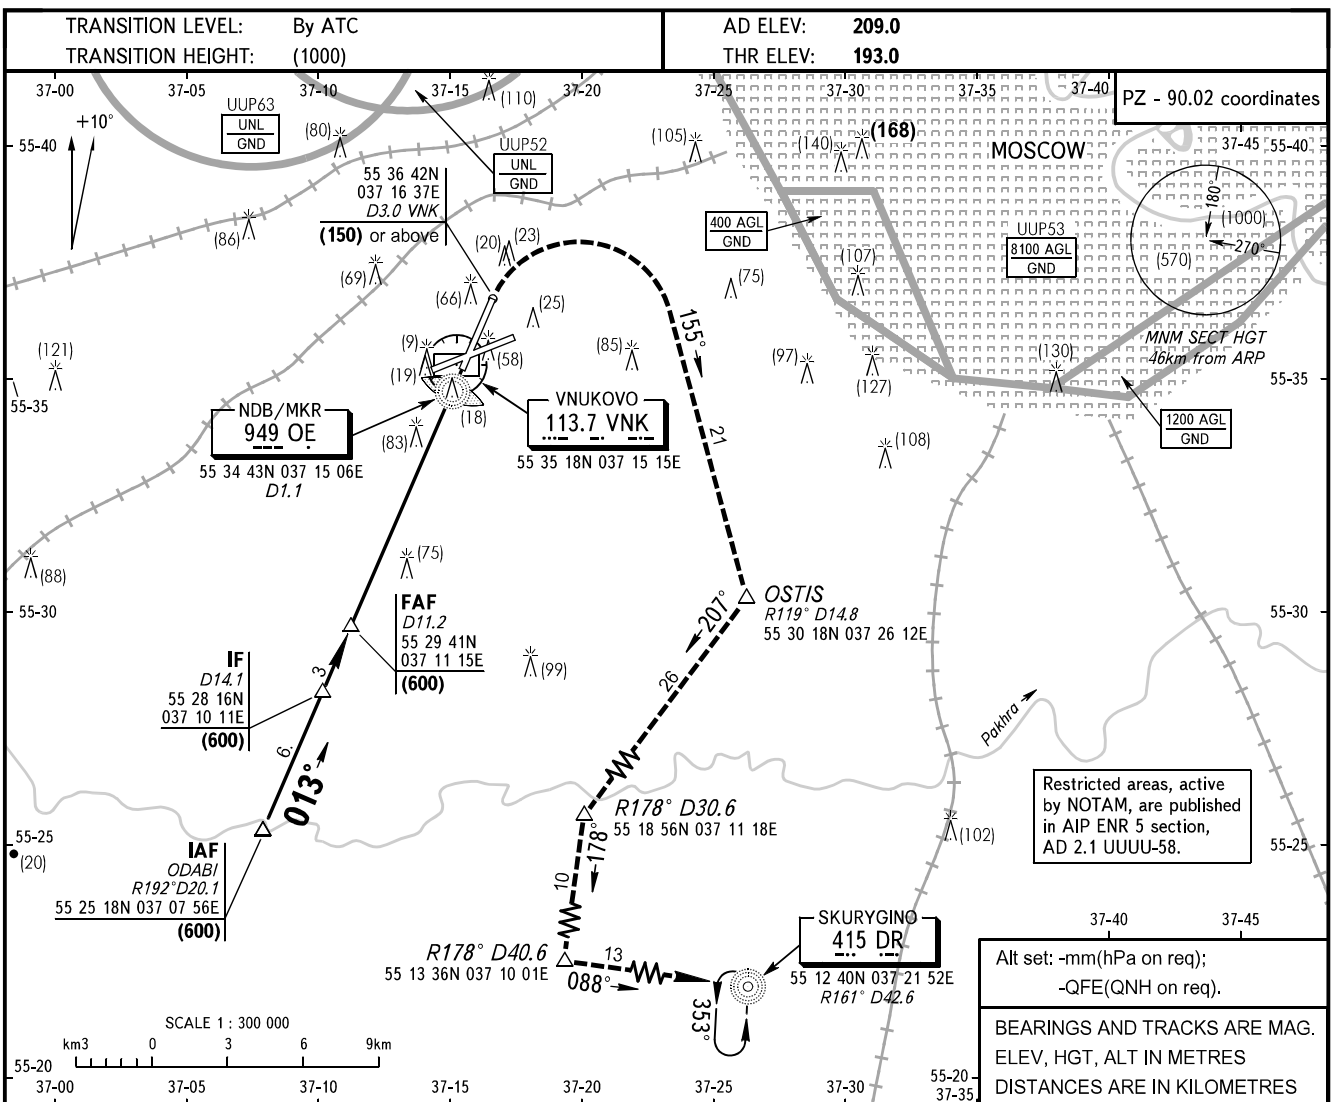 TRANSITION LEVEL: By ATC
TRANSITION HEIGHT: (1000)
AD ELEV: 209.0
THR ELEV: 193.0
37-00 37-05 37-10 37-15 37-20 37-25 37-30 37-35 37-40
PZ - 90.02 coordinates
+10°
55-40
UUP63
UNL
GND
(80)
(110)
UUP52
UNL
GND
(105)
(140)
(168)
MOSCOW
37-45 55-40
55 36 42N
037 16 37E
D3.0 VNK
(150) or above
(86)
(69)
(66)
(20)
(23)
(25)
(75)
400 AGL
GND
(107)
UUP53
8100 AGL
GND
180°
(1000)
270°
(570)
MNM SECT HGT
46km from ARP
(121)
(9)
(19)
(58)
(85)
155°
(97)
(127)
(130)
55-35
55-35
NDB/MKR
949 OE
55 34 43N 037 15 06E
D1.1
(83)
(18)
VNUKOVO
113.7 VNK
55 35 18N 037 15 15E
21
(108)
1200 AGL
GND
(88)
(75)
55-30
55-30
FAF
D11.2
55 29 41N
037 11 15E
(600)
OSTIS
R119° D14.8
55 30 18N 037 26 12E
207°
26
(99)
IF
D14.1
55 28 16N
037 10 11E
(600)
3
6
013°
Pakhra
R178° D30.6
55 18 56N 037 11 18E
178°
10
Restricted areas, active
by NOTAM, are published
in AIP ENR 5 section,
AD 2.1 UUUU-58.
(102)
55-25
55-25
(20)
IAF
ODABI
R192°D20.1
55 25 18N 037 07 56E
(600)
R178° D40.6
55 13 36N 037 10 01E
13
088°
353°
SKURYGINO
415 DR
55 12 40N 037 21 52E
R161° D42.6
37-40 37-45
Alt set: -mm(hPa on req);
-QFE(QNH on req).
BEARINGS AND TRACKS ARE MAG.
ELEV, HGT, ALT IN METRES
DISTANCES ARE IN KILOMETRES
SCALE 1 : 300 000
km3 0 3 6 9km
55-20
55-20
37-00 37-05 37-10 37-15 37-20 37-25 37-30 37-35